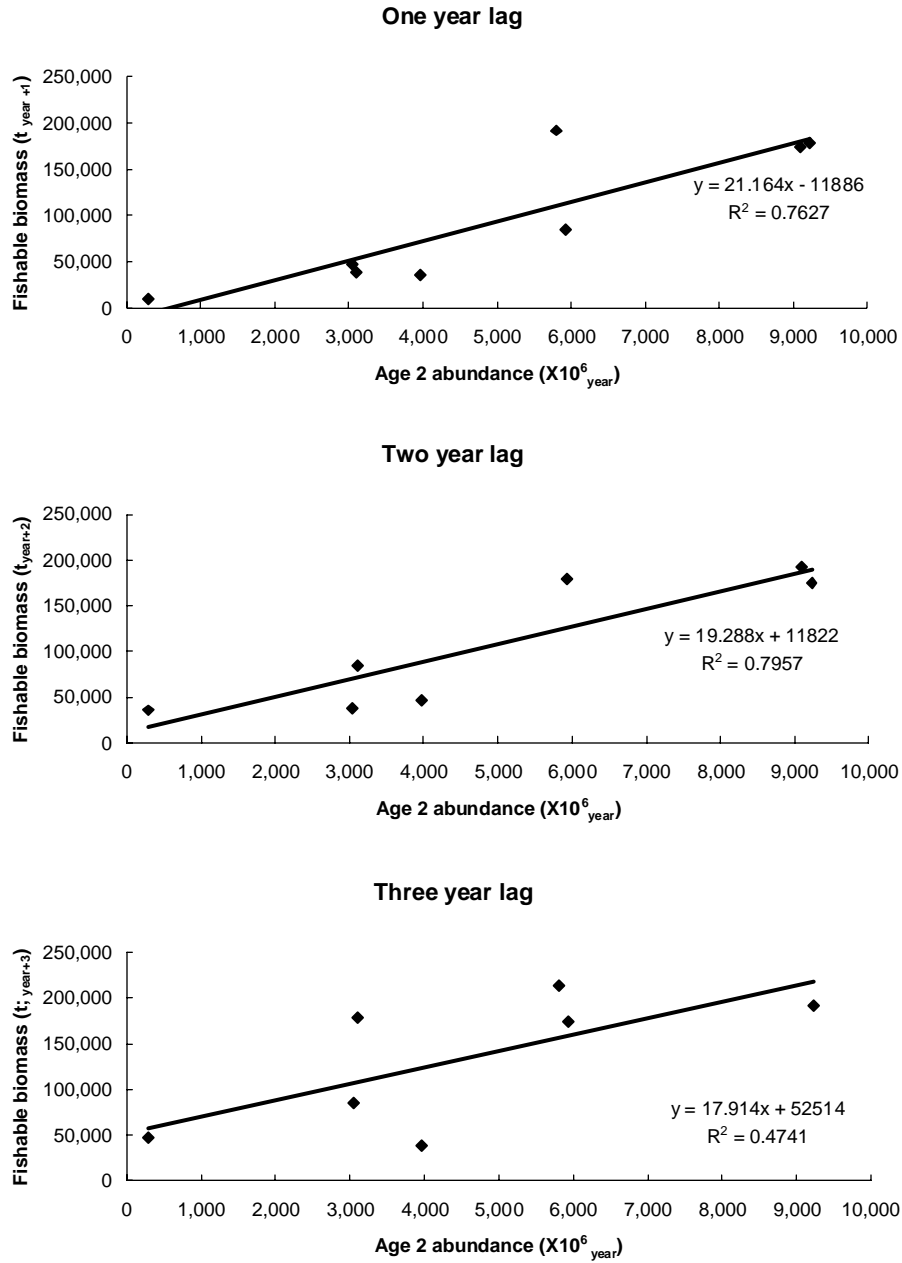 One year lag
Fishable biomass (t year +1)
250,000
200,000
150,000
100,000
50,000
0
y = 21.164x - 11886
R² = 0.7627
0 1,000 2,000 3,000 4,000 5,000 6,000 7,000 8,000 9,000 10,000
Age 2 abundance (X10⁶ year)
Two year lag
Fishable biomass (tyear+2)
250,000
200,000
150,000
100,000
50,000
0
y = 19.288x + 11822
R² = 0.7957
0 1,000 2,000 3,000 4,000 5,000 6,000 7,000 8,000 9,000 10,000
Age 2 abundance (X10⁶ year)
Three year lag
Fishable biomass (t; year+3)
250,000
200,000
150,000
100,000
50,000
0
y = 17.914x + 52514
R² = 0.4741
0 1,000 2,000 3,000 4,000 5,000 6,000 7,000 8,000 9,000 10,000
Age 2 abundance (X10⁶ year)